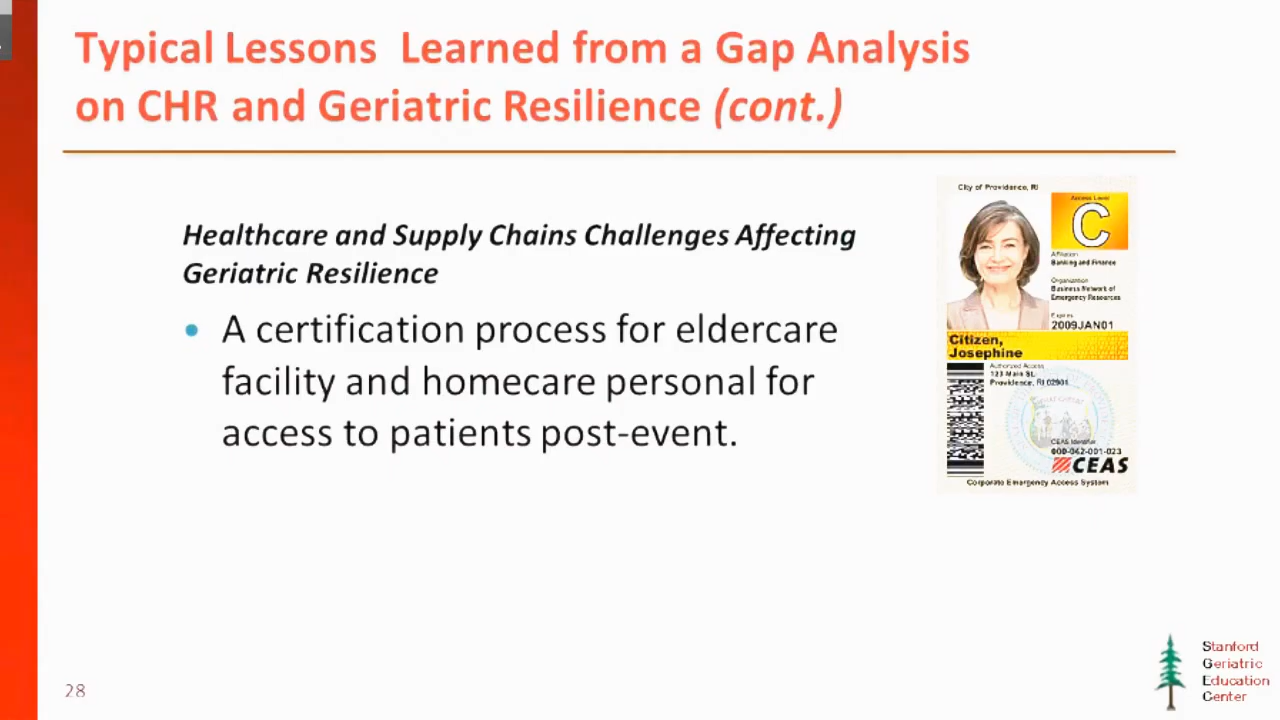 Typical Lessons Learned from a Gap Analysis
on CHR and Geriatric Resilience (cont.)
Healthcare and Supply Chains Challenges Affecting
Geriatric Resilience
• A certification process for eldercare
facility and homecare personal for
access to patients post-event.
City of Providence, RI
Access Level
C
Affiliation
Banking and Finance
Organization
Business Network of
Emergency Resources
Expires
2009JAN01
Citizen,
Josephine
Authorized Access
123 Main St.
Providence, RI 02901
CEAS Identifier
000-062-001-023
CEAS
Corporate Emergency Access System
28
Stanford
Geriatric
Education
Center